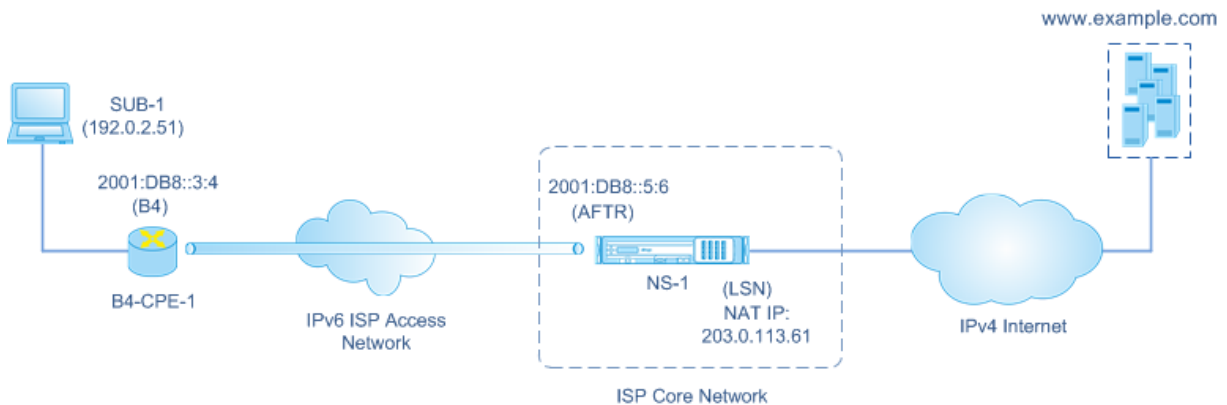 www.example.com
SUB-1
(192.0.2.51)
2001:DB8::3:4
(B4)
B4-CPE-1
IPv6 ISP Access
Network
2001:DB8::5:6
(AFTR)
NS-1
(LSN)
NAT IP:
203.0.113.61
ISP Core Network
IPv4 Internet